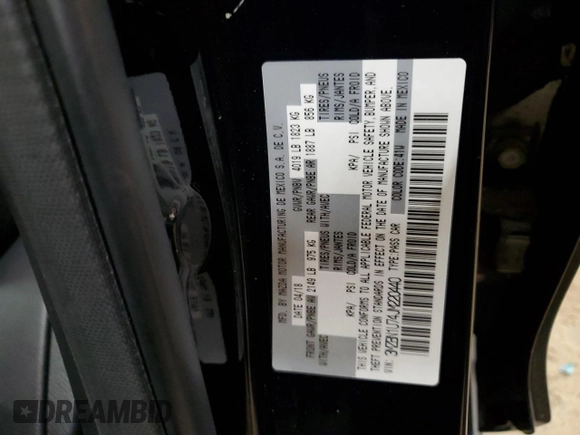 MFD. BY MAZDA MOTOR MANUFACTURING DE MEXICO S.A. DE C.V.
DATE 04/18 GVWR/PNBV 4019 LB 1823 KG
FRONT GAWR/PNBE AV 2149 LB 975 KG REAR GAWR/PNBE AR 1887 LB 856 KG
WITH/AVEC TIRES/PNEUS WITH/AVEC TIRES/PNEUS
RIMS/JANTES RIMS/JANTES
KPA/ PSI COLD/A FROID KPA/ PSI COLD/A FROID
THIS VEHICLE CONFORMS TO ALL APPLICABLE FEDERAL MOTOR VEHICLE SAFETY, BUMPER, AND
THEFT PREVENTION STANDARDS IN EFFECT ON THE DATE OF MANUFACTURE SHOWN ABOVE.
VIN: TYPE: PASS CAR COLOR CODE: 41W MADE IN MEXICO
DREAMBID